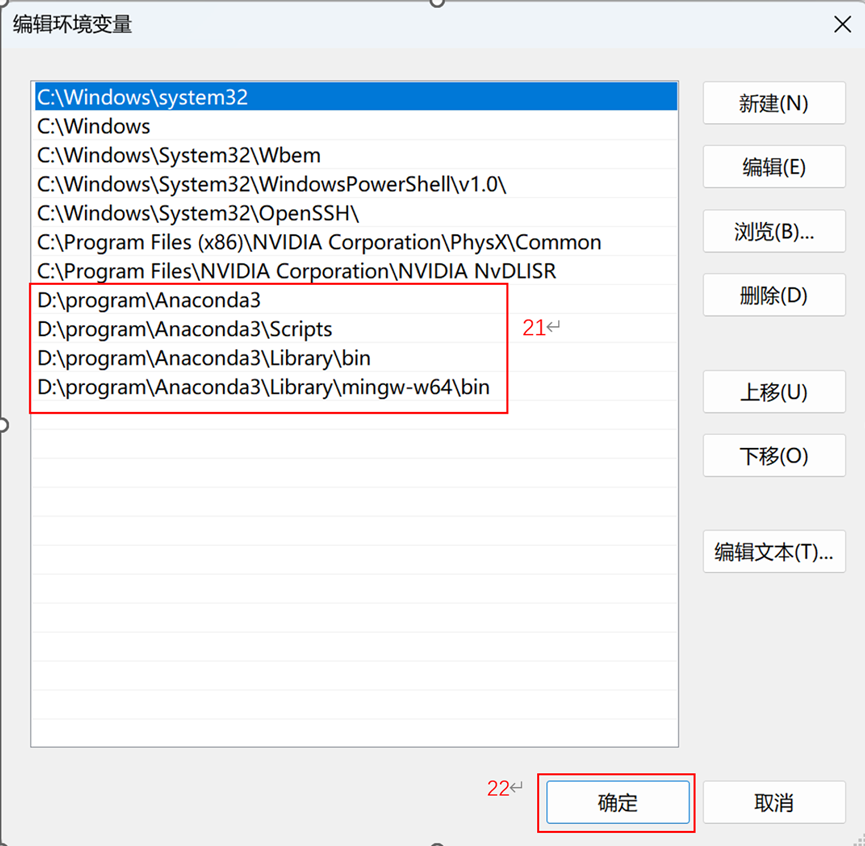 编辑环境变量
C:\Windows\system32
C:\Windows
C:\Windows\System32\Wbem
C:\Windows\System32\WindowsPowerShell\v1.0\
C:\Windows\System32\OpenSSH\
C:\Program Files (x86)\NVIDIA Corporation\PhysX\Common
C:\Program Files\NVIDIA Corporation\NVIDIA NvDLISR
D:\program\Anaconda3
D:\program\Anaconda3\Scripts
D:\program\Anaconda3\Library\bin
D:\program\Anaconda3\Library\mingw-w64\bin
21↵
新建(N)
编辑(E)
浏览(B)...
删除(D)
上移(U)
下移(O)
编辑文本(T)...
22↵
确定
取消